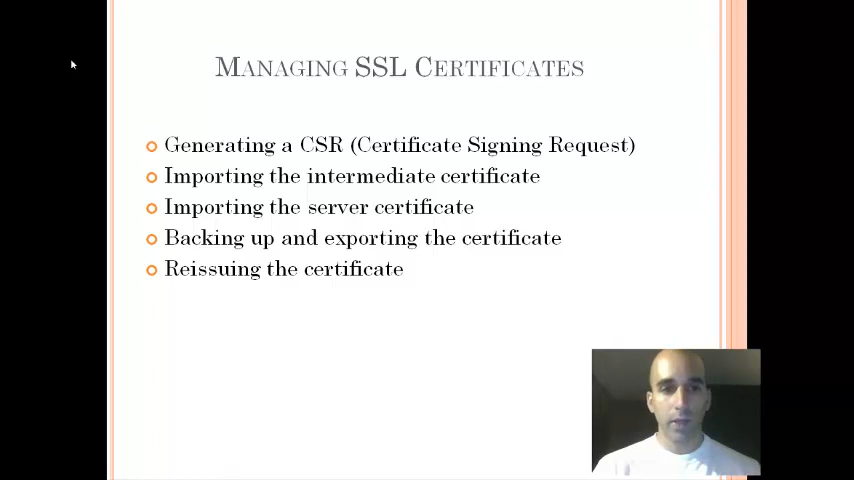 Managing SSL Certificates
Generating a CSR (Certificate Signing Request)
Importing the intermediate certificate
Importing the server certificate
Backing up and exporting the certificate
Reissuing the certificate